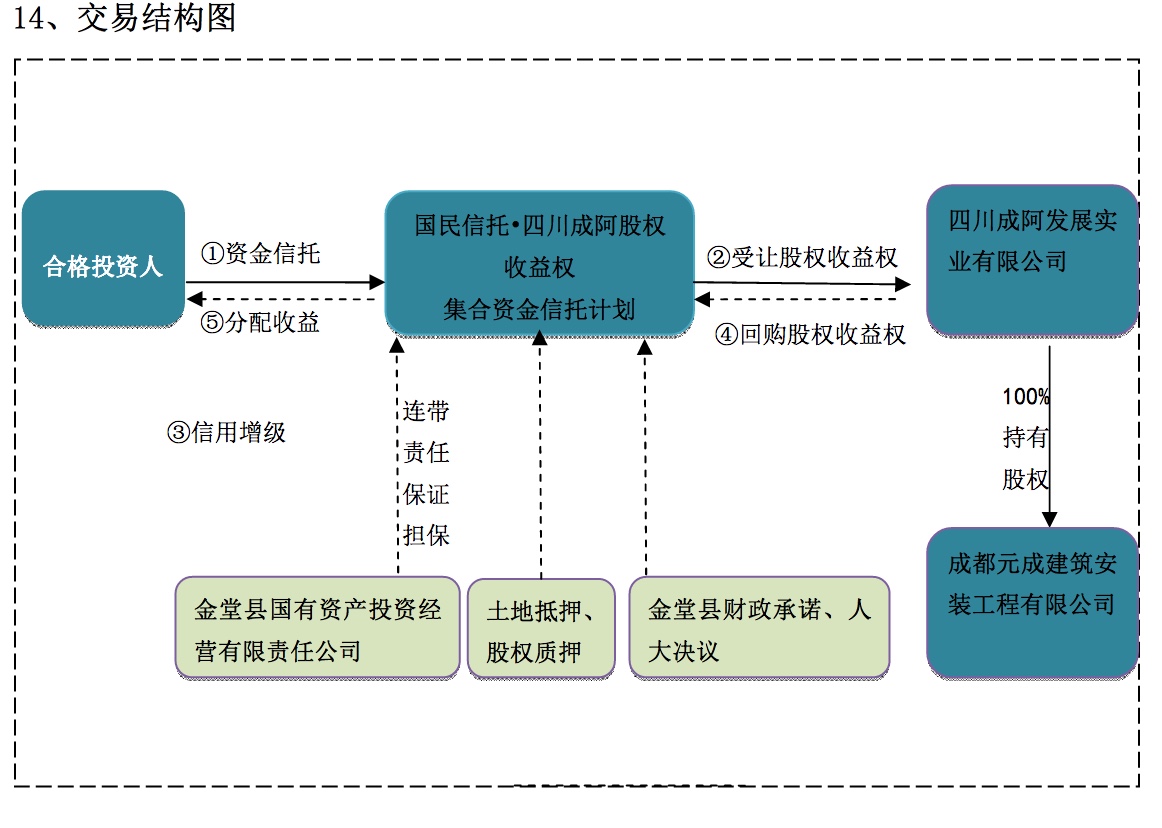 14、交易结构图
合格投资人
①资金信托
⑤分配收益
国民信托•四川成阿股权
收益权
集合资金信托计划
②受让股权收益权
④回购股权收益权
四川成阿发展实
业有限公司
③信用增级
连带
责任
保证
担保
100%
持有
股权
金堂县国有资产投资经
营有限责任公司
土地抵押、
股权质押
金堂县财政承诺、人
大决议
成都元成建筑安
装工程有限公司